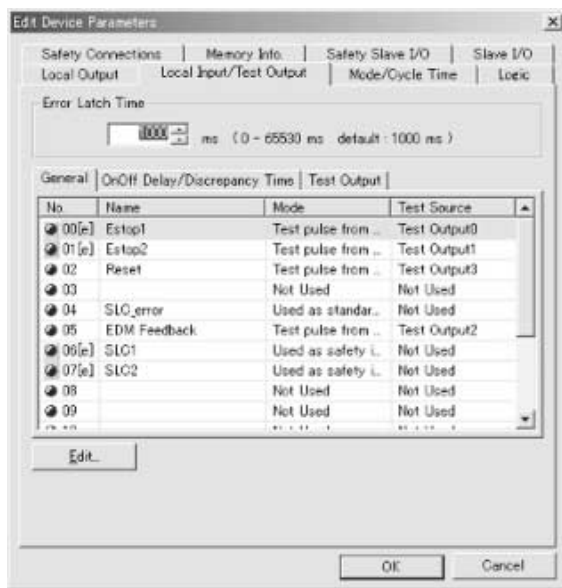 Edit Device Parameters
Safety Connections | Memory Info. | Safety Slave I/O | Slave I/O
Local Output | Local Input/Test Output | Mode/Cycle Time | Logic
Error Latch Time
1000 ms (0 - 65530 ms default : 1000 ms )
General | OnOff Delay/Discrepancy Time | Test Output
No. Name Mode Test Source
00[e] Estop1 Test pulse from .. Test Output0
01[e] Estop2 Test pulse from .. Test Output1
02 Reset Test pulse from .. Test Output3
03 Not Used Not Used
04 SLC_error Used as standar.. Not Used
05 EDM Feedback Test pulse from .. Test Output2
06[e] SLC1 Used as safety i.. Not Used
07[e] SLC2 Used as safety i.. Not Used
08 Not Used Not Used
09 Not Used Not Used
Edit..
OK Cancel